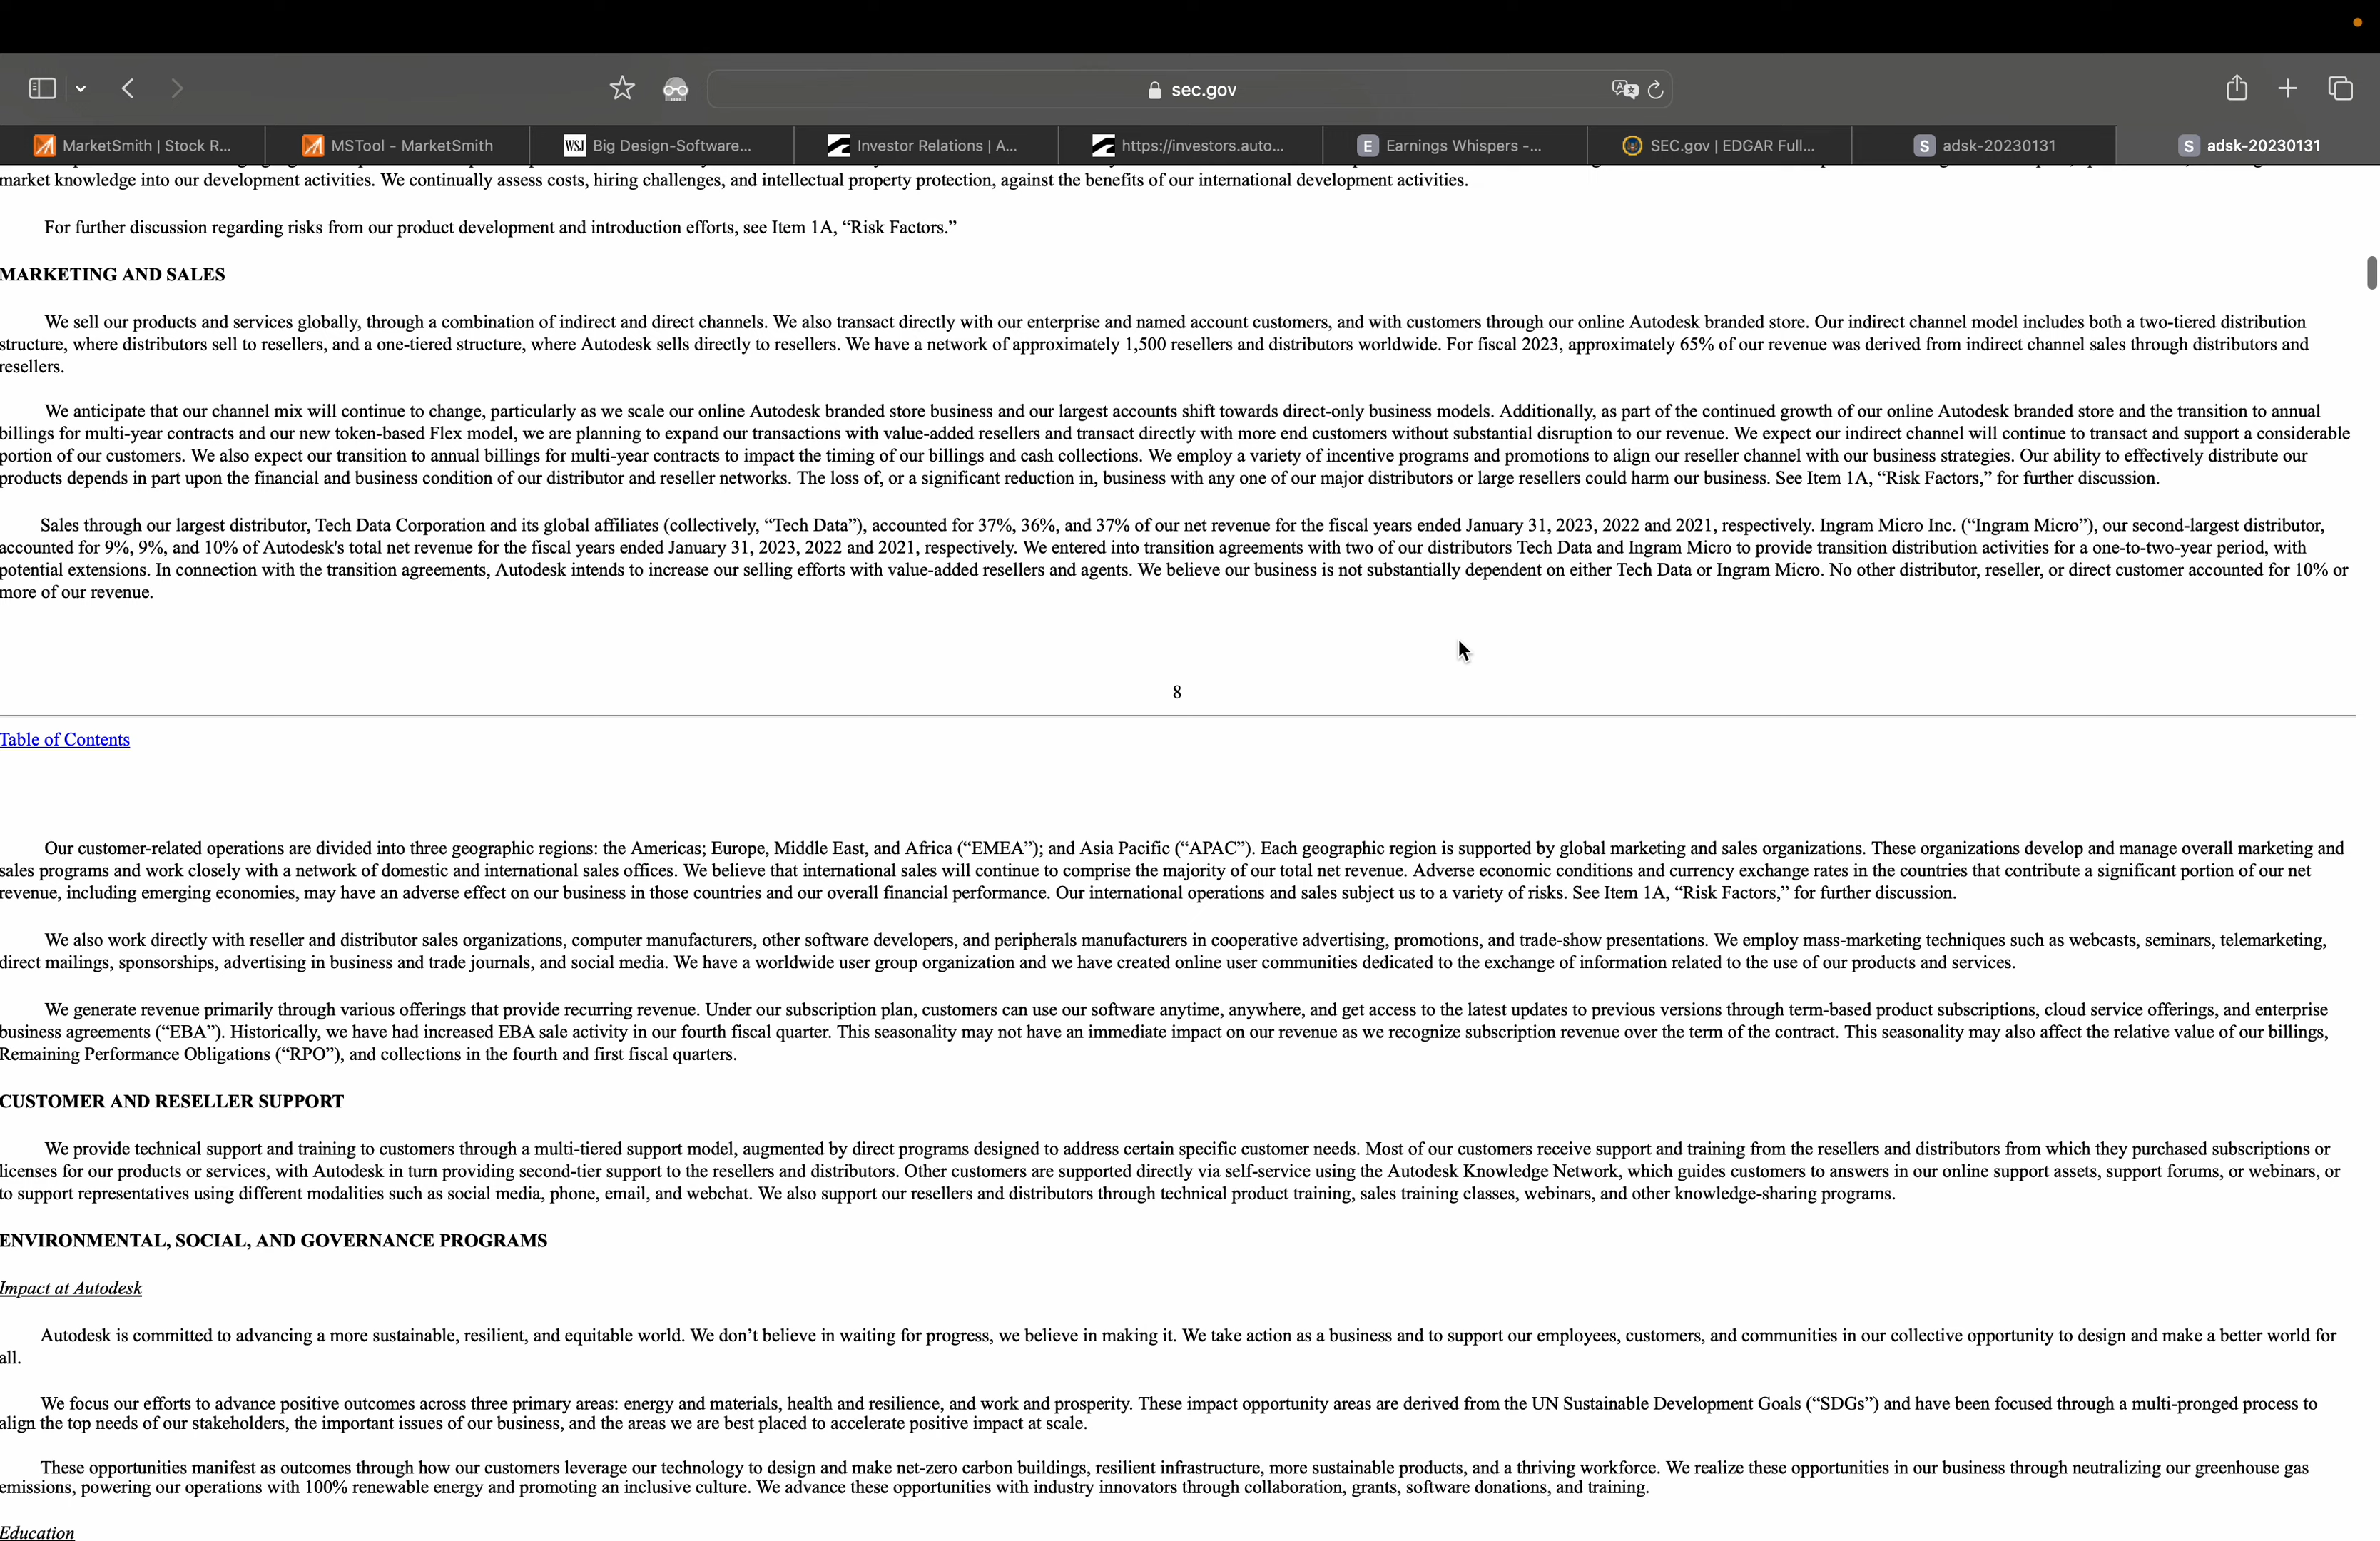 sec.gov
MarketSmith | Stock R...
MSTool - MarketSmith
WSJ Big Design-Software...
Investor Relations | A...
https://investors.auto...
E Earnings Whispers -...
SEC.gov | EDGAR Full...
S adsk-20230131
S adsk-20230131
market knowledge into our development activities. We continually assess costs, hiring challenges, and intellectual property protection, against the benefits of our international development activities.
For further discussion regarding risks from our product development and introduction efforts, see Item 1A, “Risk Factors.”
MARKETING AND SALES
We sell our products and services globally, through a combination of indirect and direct channels. We also transact directly with our enterprise and named account customers, and with customers through our online Autodesk branded store. Our indirect channel model includes both a two-tiered distribution
structure, where distributors sell to resellers, and a one-tiered structure, where Autodesk sells directly to resellers. We have a network of approximately 1,500 resellers and distributors worldwide. For fiscal 2023, approximately 65% of our revenue was derived from indirect channel sales through distributors and
resellers.
We anticipate that our channel mix will continue to change, particularly as we scale our online Autodesk branded store business and our largest accounts shift towards direct-only business models. Additionally, as part of the continued growth of our online Autodesk branded store and the transition to annual
billings for multi-year contracts and our new token-based Flex model, we are planning to expand our transactions with value-added resellers and transact directly with more end customers without substantial disruption to our revenue. We expect our indirect channel will continue to transact and support a considerable
portion of our customers. We also expect our transition to annual billings for multi-year contracts to impact the timing of our billings and cash collections. We employ a variety of incentive programs and promotions to align our reseller channel with our business strategies. Our ability to effectively distribute our
products depends in part upon the financial and business condition of our distributor and reseller networks. The loss of, or a significant reduction in, business with any one of our major distributors or large resellers could harm our business. See Item 1A, “Risk Factors,” for further discussion.
Sales through our largest distributor, Tech Data Corporation and its global affiliates (collectively, “Tech Data”), accounted for 37%, 36%, and 37% of our net revenue for the fiscal years ended January 31, 2023, 2022 and 2021, respectively. Ingram Micro Inc. (“Ingram Micro”), our second-largest distributor,
accounted for 9%, 9%, and 10% of Autodesk's total net revenue for the fiscal years ended January 31, 2023, 2022 and 2021, respectively. We entered into transition agreements with two of our distributors Tech Data and Ingram Micro to provide transition distribution activities for a one-to-two-year period, with
potential extensions. In connection with the transition agreements, Autodesk intends to increase our selling efforts with value-added resellers and agents. We believe our business is not substantially dependent on either Tech Data or Ingram Micro. No other distributor, reseller, or direct customer accounted for 10% or
more of our revenue.
8
Table of Contents
Our customer-related operations are divided into three geographic regions: the Americas; Europe, Middle East, and Africa (“EMEA”); and Asia Pacific (“APAC”). Each geographic region is supported by global marketing and sales organizations. These organizations develop and manage overall marketing and
sales programs and work closely with a network of domestic and international sales offices. We believe that international sales will continue to comprise the majority of our total net revenue. Adverse economic conditions and currency exchange rates in the countries that contribute a significant portion of our net
revenue, including emerging economies, may have an adverse effect on our business in those countries and our overall financial performance. Our international operations and sales subject us to a variety of risks. See Item 1A, “Risk Factors,” for further discussion.
We also work directly with reseller and distributor sales organizations, computer manufacturers, other software developers, and peripherals manufacturers in cooperative advertising, promotions, and trade-show presentations. We employ mass-marketing techniques such as webcasts, seminars, telemarketing,
direct mailings, sponsorships, advertising in business and trade journals, and social media. We have a worldwide user group organization and we have created online user communities dedicated to the exchange of information related to the use of our products and services.
We generate revenue primarily through various offerings that provide recurring revenue. Under our subscription plan, customers can use our software anytime, anywhere, and get access to the latest updates to previous versions through term-based product subscriptions, cloud service offerings, and enterprise
business agreements (“EBA”). Historically, we have had increased EBA sale activity in our fourth fiscal quarter. This seasonality may not have an immediate impact on our revenue as we recognize subscription revenue over the term of the contract. This seasonality may also affect the relative value of our billings,
Remaining Performance Obligations (“RPO”), and collections in the fourth and first fiscal quarters.
CUSTOMER AND RESELLER SUPPORT
We provide technical support and training to customers through a multi-tiered support model, augmented by direct programs designed to address certain specific customer needs. Most of our customers receive support and training from the resellers and distributors from which they purchased subscriptions or
licenses for our products or services, with Autodesk in turn providing second-tier support to the resellers and distributors. Other customers are supported directly via self-service using the Autodesk Knowledge Network, which guides customers to answers in our online support assets, support forums, or webinars, or
to support representatives using different modalities such as social media, phone, email, and webchat. We also support our resellers and distributors through technical product training, sales training classes, webinars, and other knowledge-sharing programs.
ENVIRONMENTAL, SOCIAL, AND GOVERNANCE PROGRAMS
Impact at Autodesk
Autodesk is committed to advancing a more sustainable, resilient, and equitable world. We don’t believe in waiting for progress, we believe in making it. We take action as a business and to support our employees, customers, and communities in our collective opportunity to design and make a better world for
all.
We focus our efforts to advance positive outcomes across three primary areas: energy and materials, health and resilience, and work and prosperity. These impact opportunity areas are derived from the UN Sustainable Development Goals (“SDGs”) and have been focused through a multi-pronged process to
align the top needs of our stakeholders, the important issues of our business, and the areas we are best placed to accelerate positive impact at scale.
These opportunities manifest as outcomes through how our customers leverage our technology to design and make net-zero carbon buildings, resilient infrastructure, more sustainable products, and a thriving workforce. We realize these opportunities in our business through neutralizing our greenhouse gas
emissions, powering our operations with 100% renewable energy and promoting an inclusive culture. We advance these opportunities with industry innovators through collaboration, grants, software donations, and training.
Education